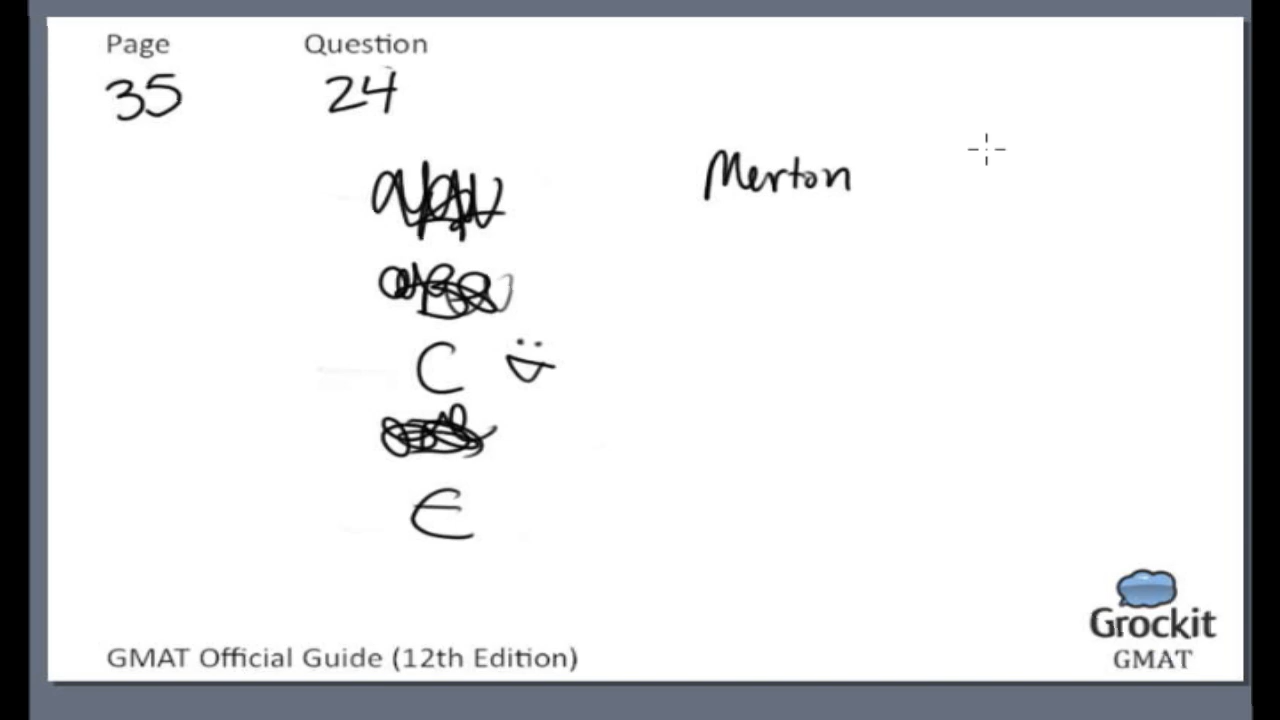 Page Question
35 24
Merton
C
E
Grockit
GMAT
GMAT Official Guide (12th Edition)